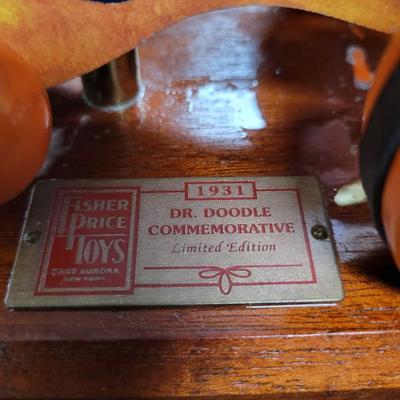 FISHER
PRICE
TOYS
EAST AURORA
NEW YORK
1931
DR. DOODLE
COMMEMORATIVE
Limited Edition